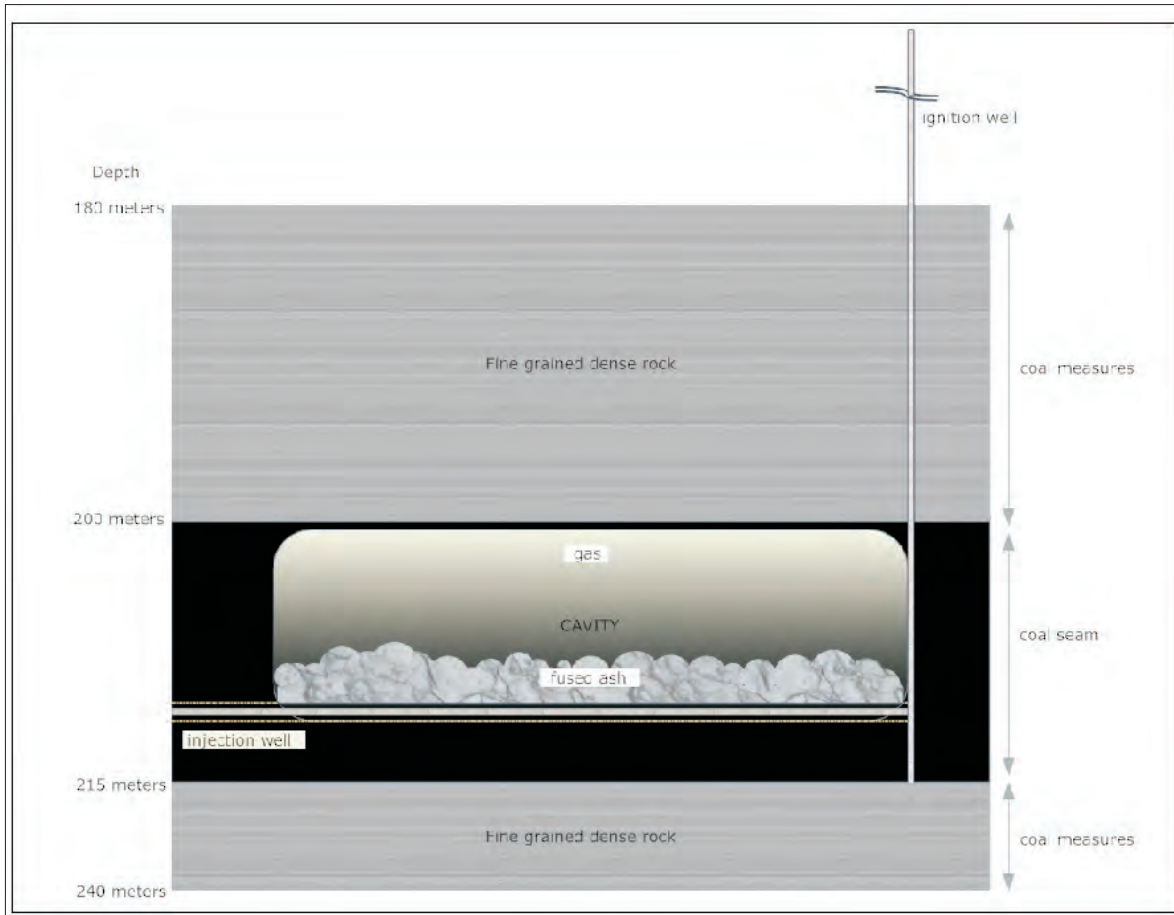 ignition well
Depth
180 meters
Fine grained dense rock
coal measures
200 meters
gas
CAVITY
coal seam
fused ash
injection well
215 meters
Fine grained dense rock
coal measures
240 meters